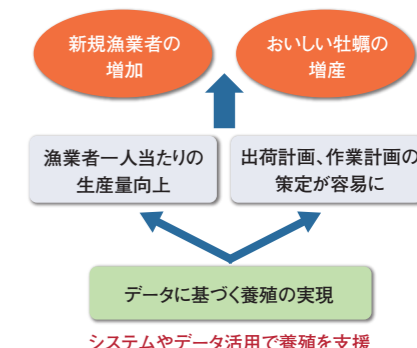 新規漁業者の
増加
おいしい牡蠣の
増産
漁業者一人当たりの
生産量向上
出荷計画、作業計画の
策定が容易に
データに基づく養殖の実現
システムやデータ活用で養殖を支援